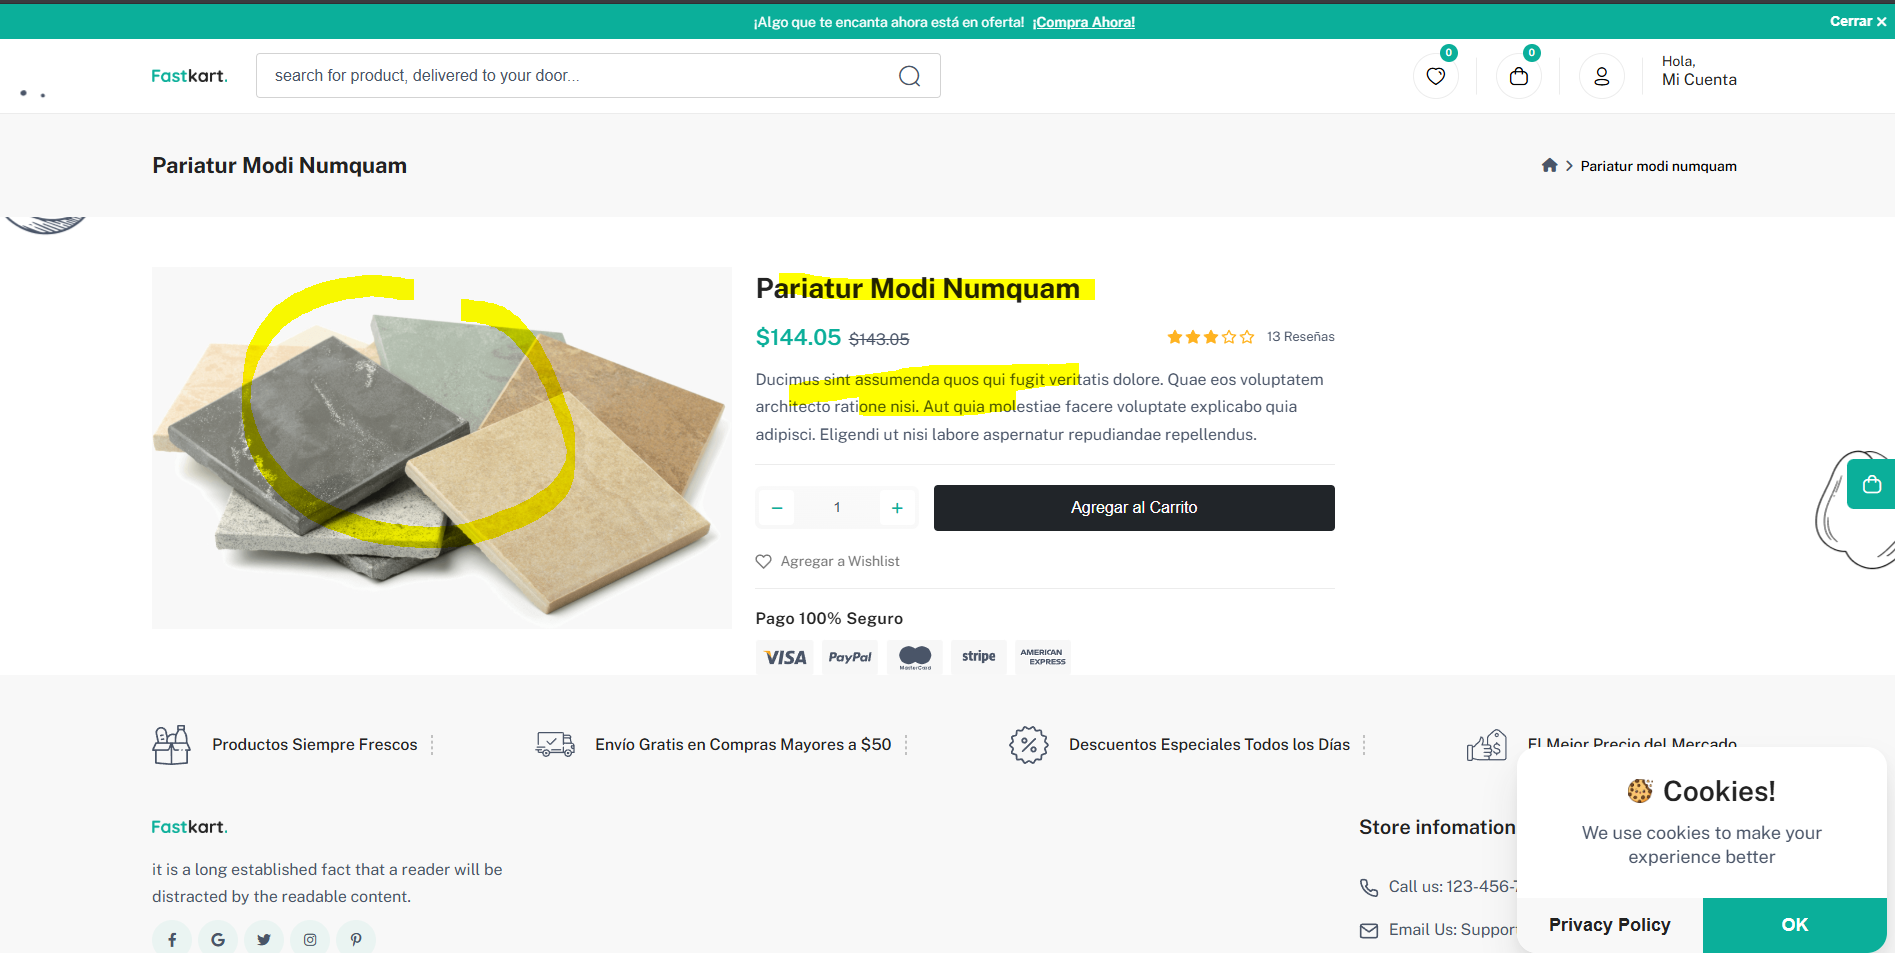 ¡Algo que te encanta ahora está en oferta! ¡Compra Ahora!
Cerrar ✕
Fastkart.
search for product, delivered to your door...
0
0
Hola,
Mi Cuenta
Pariatur Modi Numquam
Pariatur modi numquam
Pariatur Modi Numquam
$144.05 $143.05
13 Reseñas
Ducimus sint assumenda quos qui fugit veritatis dolore. Quae eos voluptatem
architecto ratione nisi. Aut quia molestiae facere voluptate explicabo quia
adipisci. Eligendi ut nisi labore aspernatur repudiandae repellendus.
− 1 +
Agregar al Carrito
Agregar a Wishlist
Pago 100% Seguro
VISA
PayPal
MasterCard
stripe
AMERICAN
EXPRESS
Productos Siempre Frescos
Envío Gratis en Compras Mayores a $50
Descuentos Especiales Todos los Días
El Mejor Precio del Mercado
Fastkart.
it is a long established fact that a reader will be
distracted by the readable content.
Store infomation
Call us: 123-456-
Email Us: Suppor
Cookies!
We use cookies to make your
experience better
Privacy Policy
OK